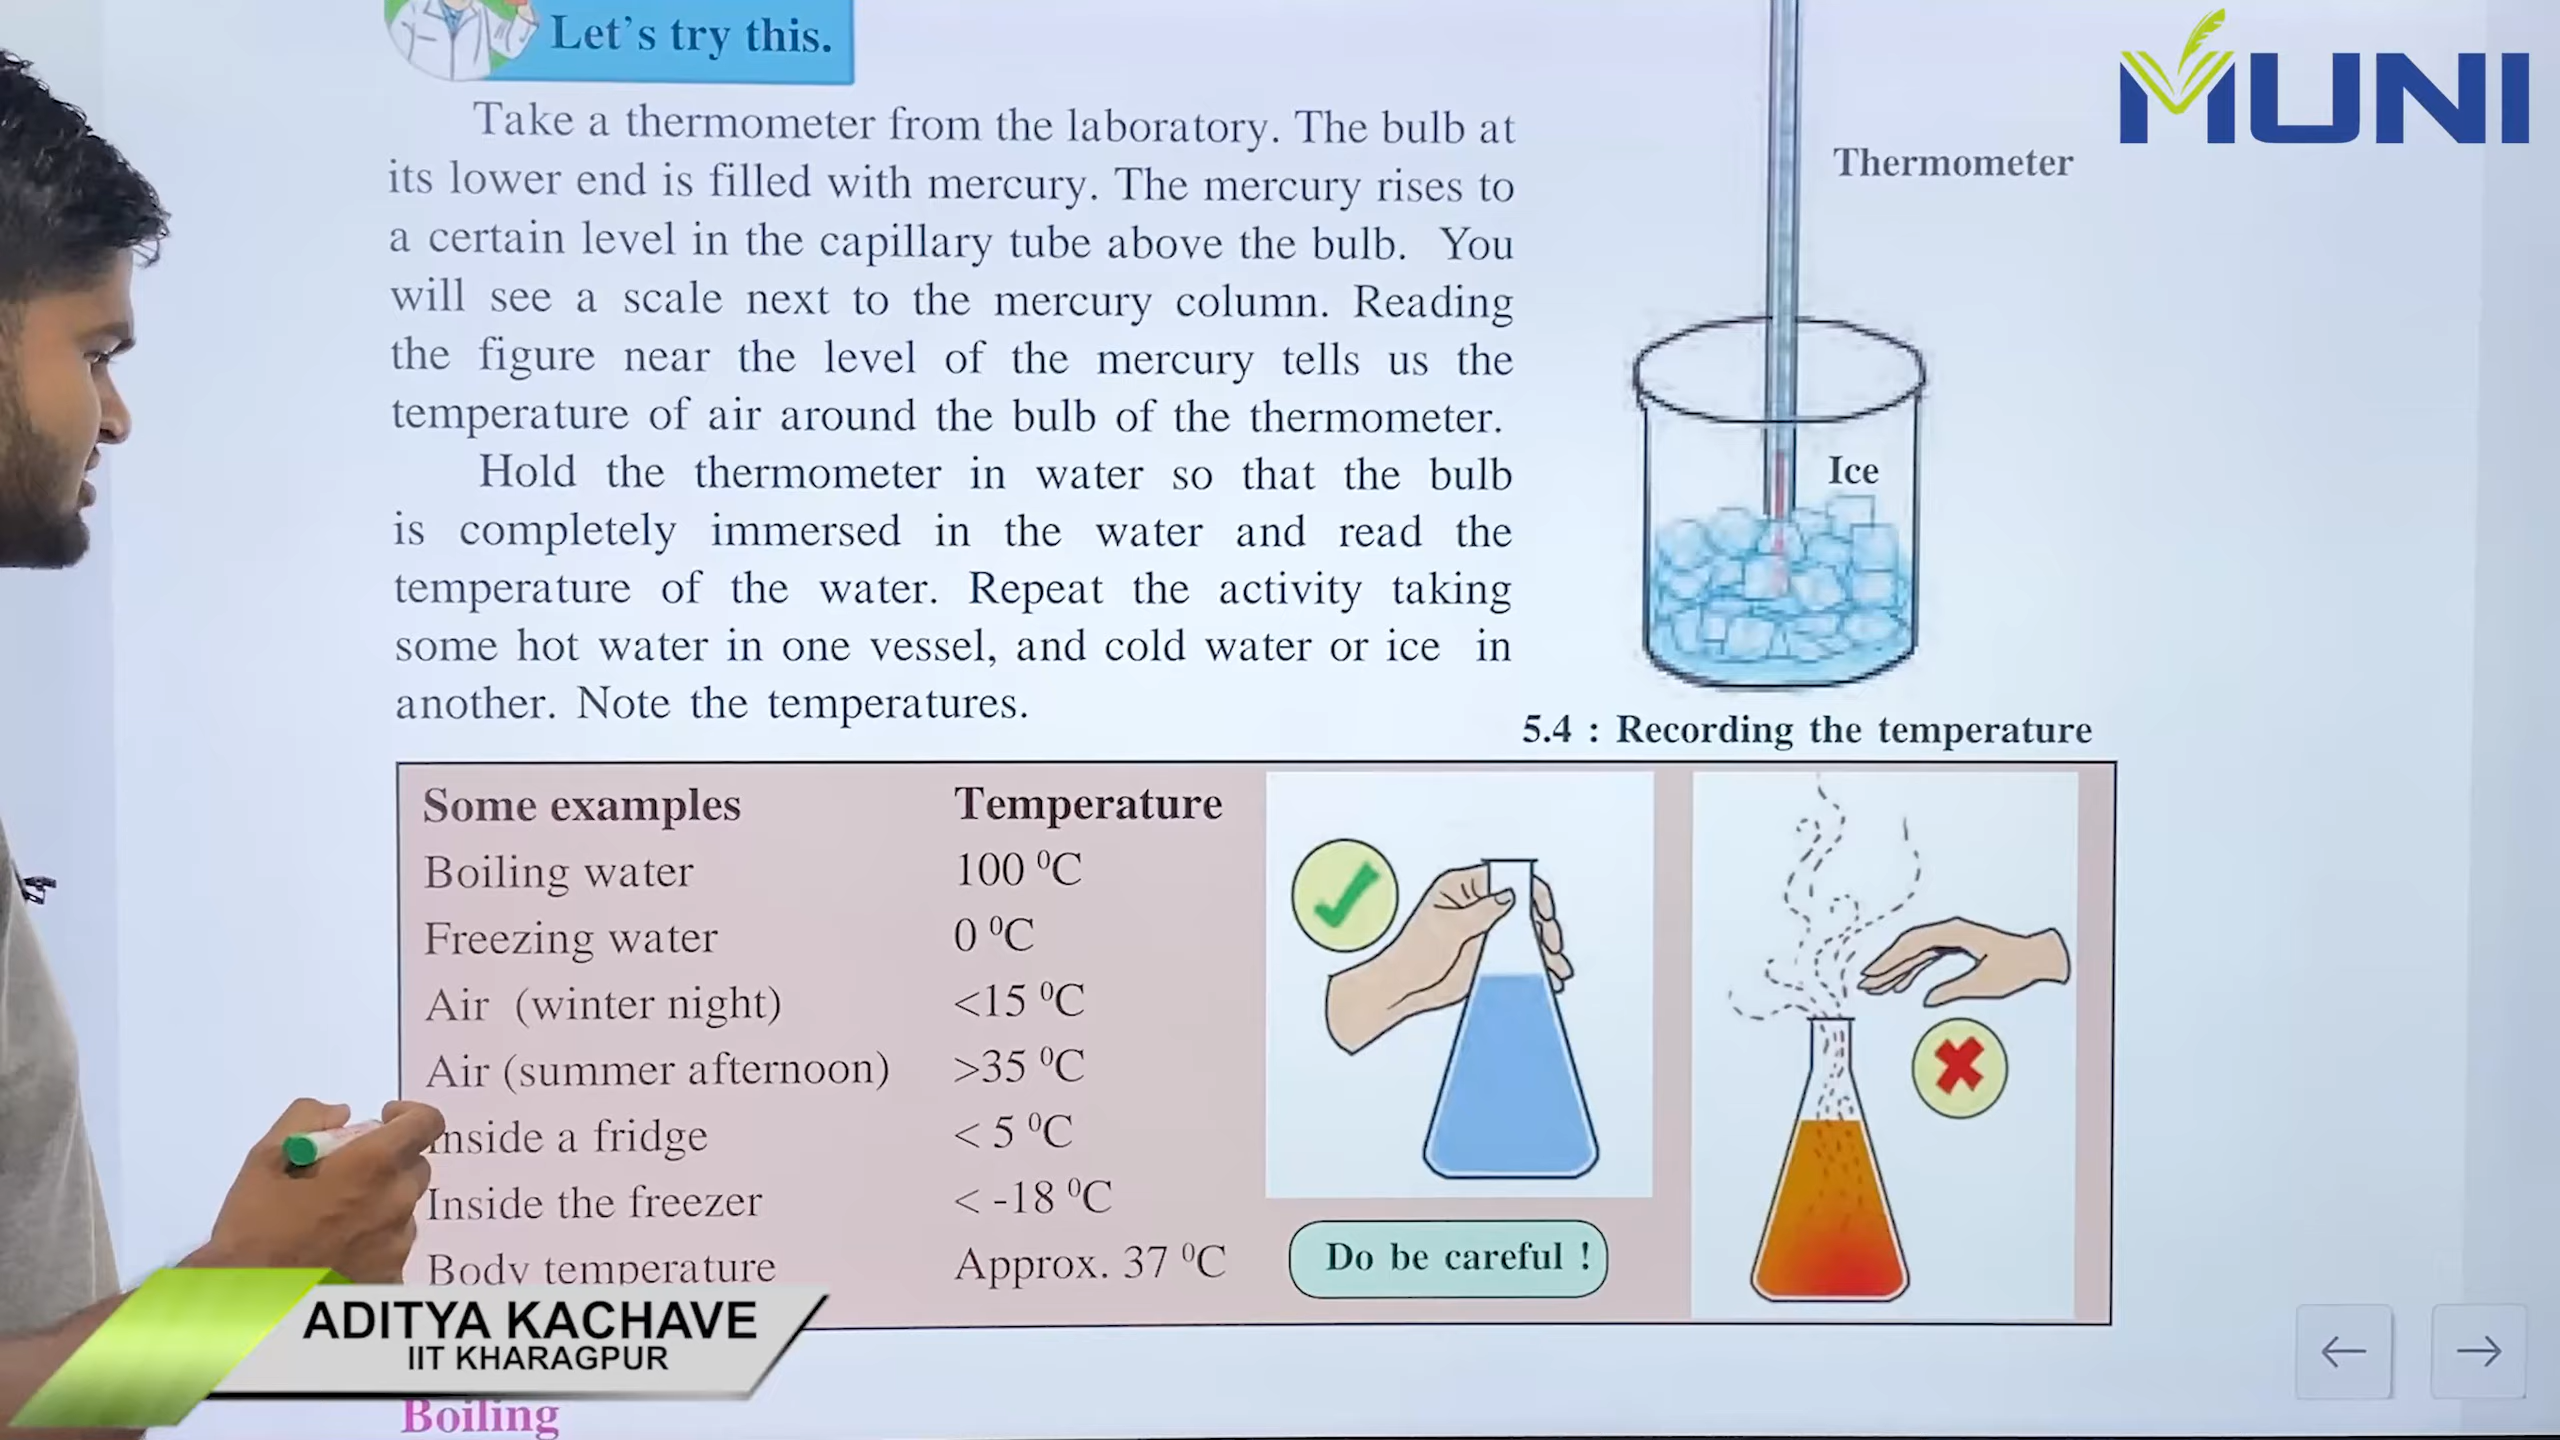 Let's try this.
MUNI
Take a thermometer from the laboratory. The bulb at
its lower end is filled with mercury. The mercury rises to
a certain level in the capillary tube above the bulb. You
will see a scale next to the mercury column. Reading
the figure near the level of the mercury tells us the
temperature of air around the bulb of the thermometer.
Hold the thermometer in water so that the bulb
is completely immersed in the water and read the
temperature of the water. Repeat the activity taking
some hot water in one vessel, and cold water or ice in
another. Note the temperatures.
Thermometer
Ice
5.4 : Recording the temperature
Some examples Temperature
Boiling water 100 ⁰C
Freezing water 0 ⁰C
Air (winter night) <15 ⁰C
Air (summer afternoon) >35 ⁰C
Inside a fridge < 5 ⁰C
Inside the freezer < -18 ⁰C
Body temperature Approx. 37 ⁰C
Do be careful !
ADITYA KACHAVE
IIT KHARAGPUR
Boiling